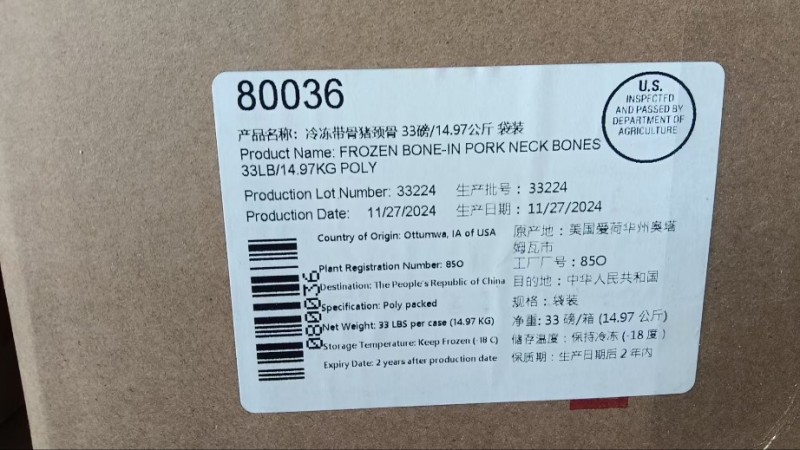 80036
U.S.
INSPECTED
AND PASSED BY
DEPARTMENT OF
AGRICULTURE
产品名称：冷冻带骨猪颈骨 33磅/14.97公斤 袋装
Product Name: FROZEN BONE-IN PORK NECK BONES
33LB/14.97KG POLY
Production Lot Number: 33224 生产批号：33224
Production Date: 11/27/2024 生产日期：11/27/2024
Country of Origin: Ottumwa, IA of USA
Plant Registration Number: 85O
Destination: The People's Republic of China
Specification: Poly packed
Net Weight: 33 LBS per case (14.97 KG)
Storage Temperature: Keep Frozen (-18 C)
Expiry Date: 2 years after production date
原产地：美国爱荷华州奥塔
姆瓦市
工厂厂号：85O
目的地：中华人民共和国
规格：袋装
净重: 33 磅/箱 (14.97 公斤)
储存温度：保持冷冻 (-18 度)
保质期：生产日期后 2 年内
080036